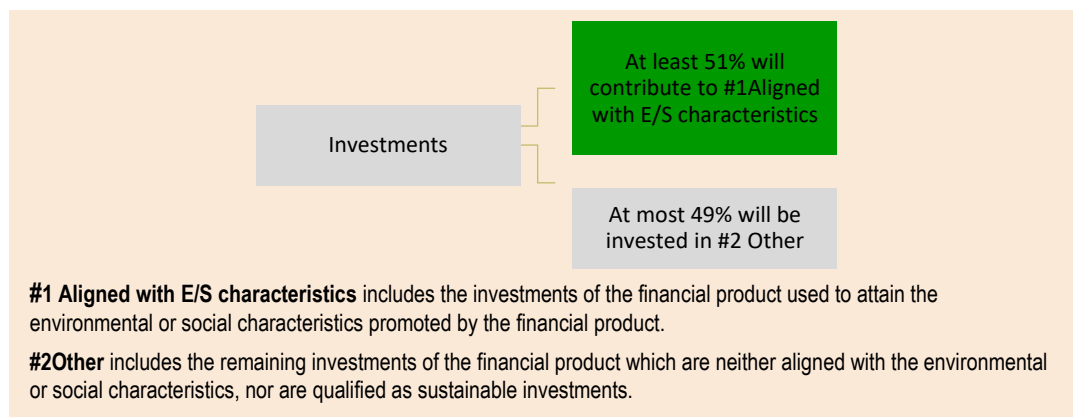 At least 51% will
contribute to #1Aligned
with E/S characteristics
Investments
At most 49% will be
invested in #2 Other
#1 Aligned with E/S characteristics includes the investments of the financial product used to attain the
environmental or social characteristics promoted by the financial product.
#2Other includes the remaining investments of the financial product which are neither aligned with the environmental
or social characteristics, nor are qualified as sustainable investments.